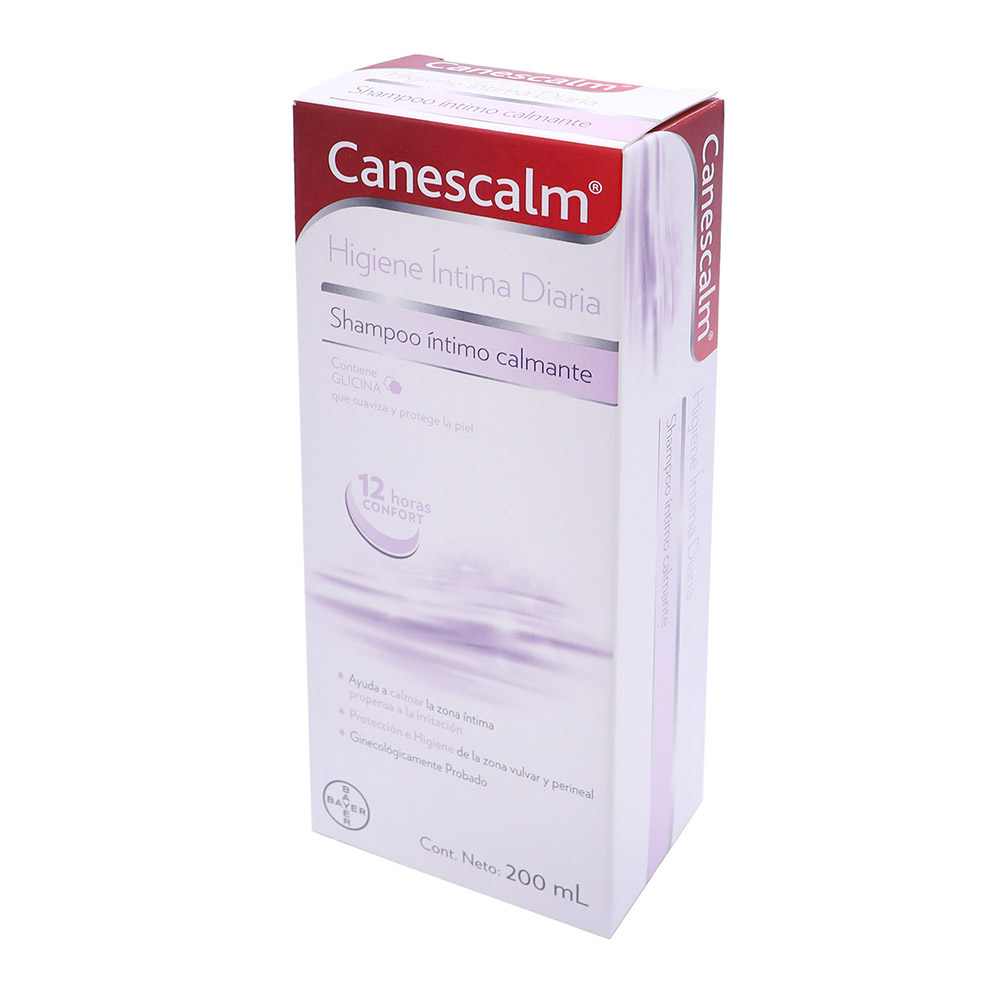 Canescalm®
Higiene Íntima Diaria
Shampoo íntimo calmante
Canescalm®
Higiene Íntima Diaria
Shampoo íntimo calmante
Contiene
GLICINA
que suaviza y protege la piel
12 horas
CONFORT
Ayuda a calmar la zona íntima
propensa a la irritación
Protección e Higiene de la zona vulvar y perineal
Ginecológicamente Probado
BAYER
BAYER
Cont. Neto: 200 mL
Canescalm®
Higiene Íntima Diaria
Shampoo íntimo calmante